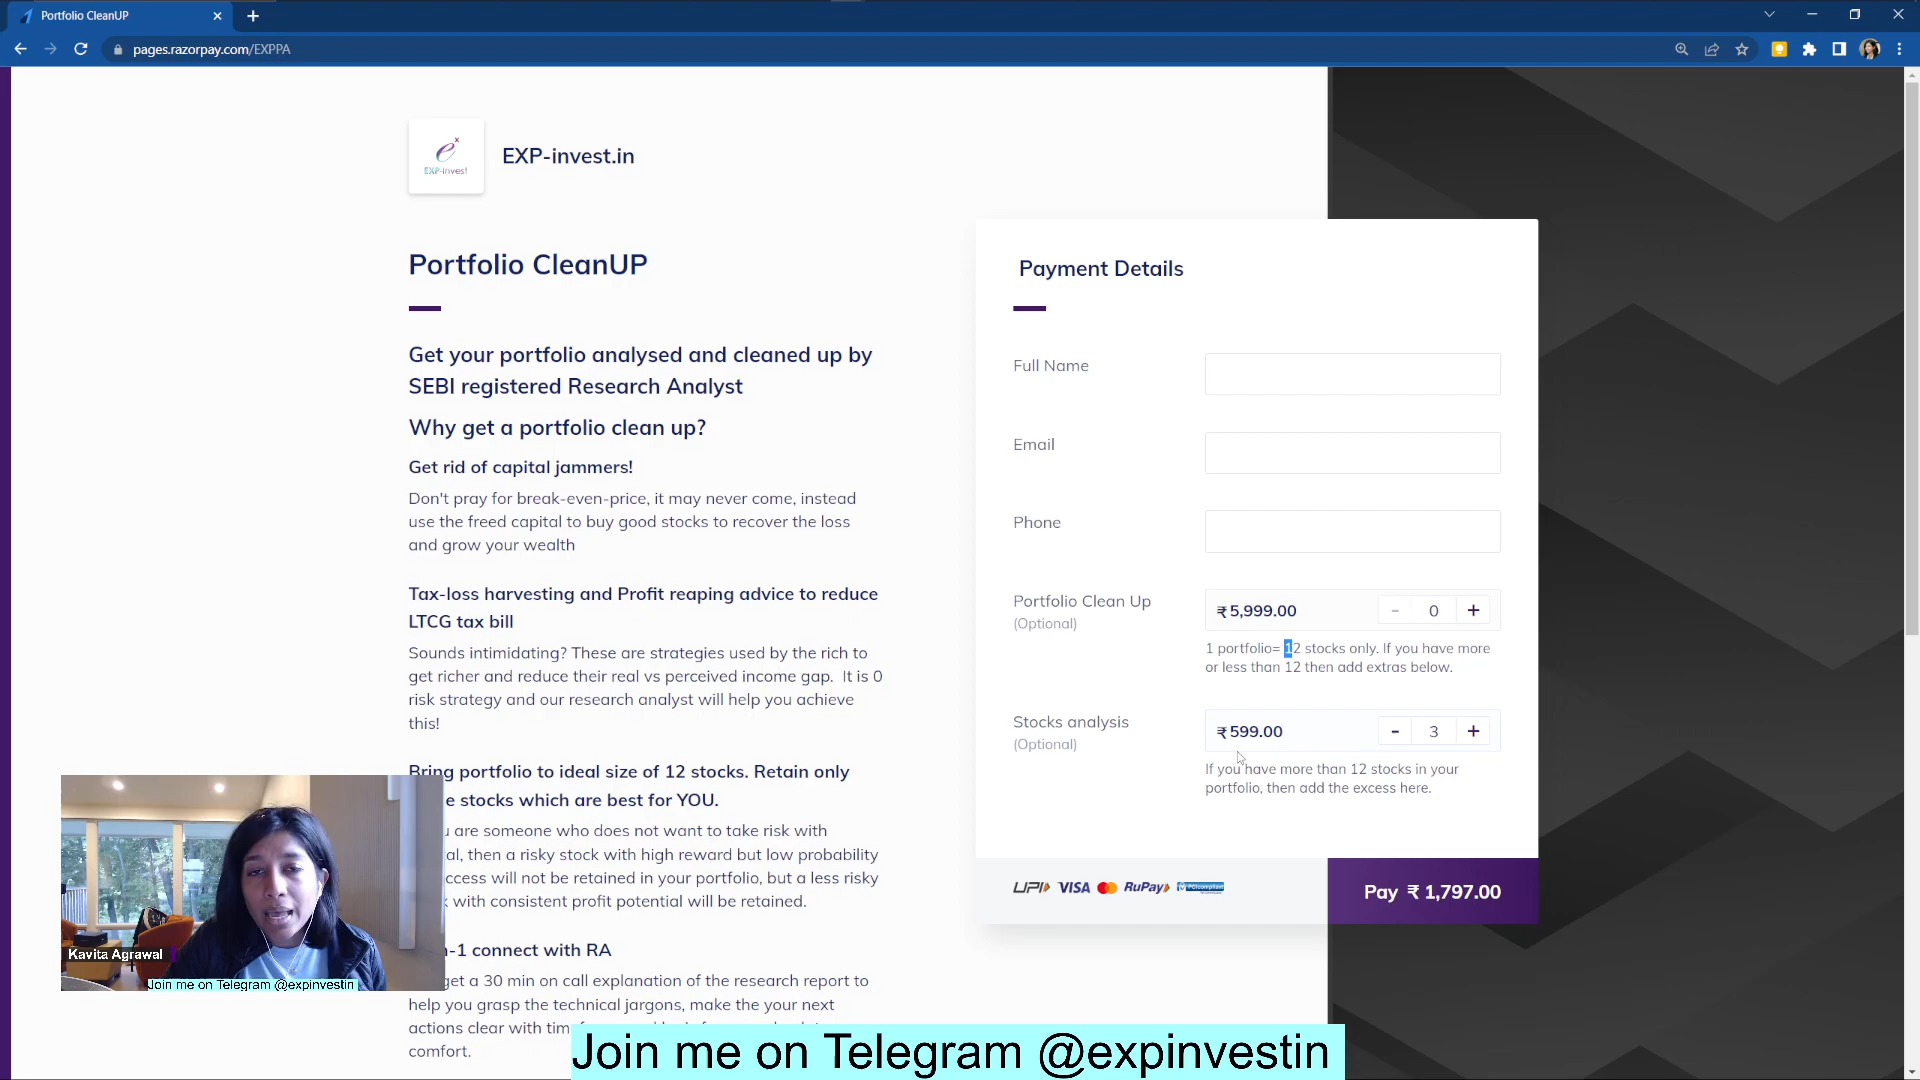 Portfolio CleanUP
pages.razorpay.com/EXPPA
EXP-invest
EXP-invest.in
Portfolio CleanUP
Get your portfolio analysed and cleaned up by
SEBI registered Research Analyst
Why get a portfolio clean up?
Get rid of capital jammers!
Don't pray for break-even-price, it may never come, instead
use the freed capital to buy good stocks to recover the loss
and grow your wealth
Tax-loss harvesting and Profit reaping advice to reduce
LTCG tax bill
Sounds intimidating? These are strategies used by the rich to
get richer and reduce their real vs perceived income gap. It is 0
risk strategy and our research analyst will help you achieve
this!
Bring portfolio to ideal size of 12 stocks. Retain only
stocks which are best for YOU.
are someone who does not want to take risk with
then a risky stock with high reward but low probability
will not be retained in your portfolio, but a less risky
with consistent profit potential will be retained.
connect with RA
get a 30 min on call explanation of the research report to
help you grasp the technical jargons, make the your next
actions clear with
comfort.
Payment Details
Full Name
Email
Phone
Portfolio Clean Up
(Optional)
₹5,999.00 - 0 +
1 portfolio= 12 stocks only. If you have more
or less than 12 then add extras below.
Stocks analysis
(Optional)
₹599.00 - 3 +
If you have more than 12 stocks in your
portfolio, then add the excess here.
UPI VISA RuPay PCI compliant
Pay ₹ 1,797.00
Kavita Agrawal
Join me on Telegram @expinvestin
Join me on Telegram @expinvestin